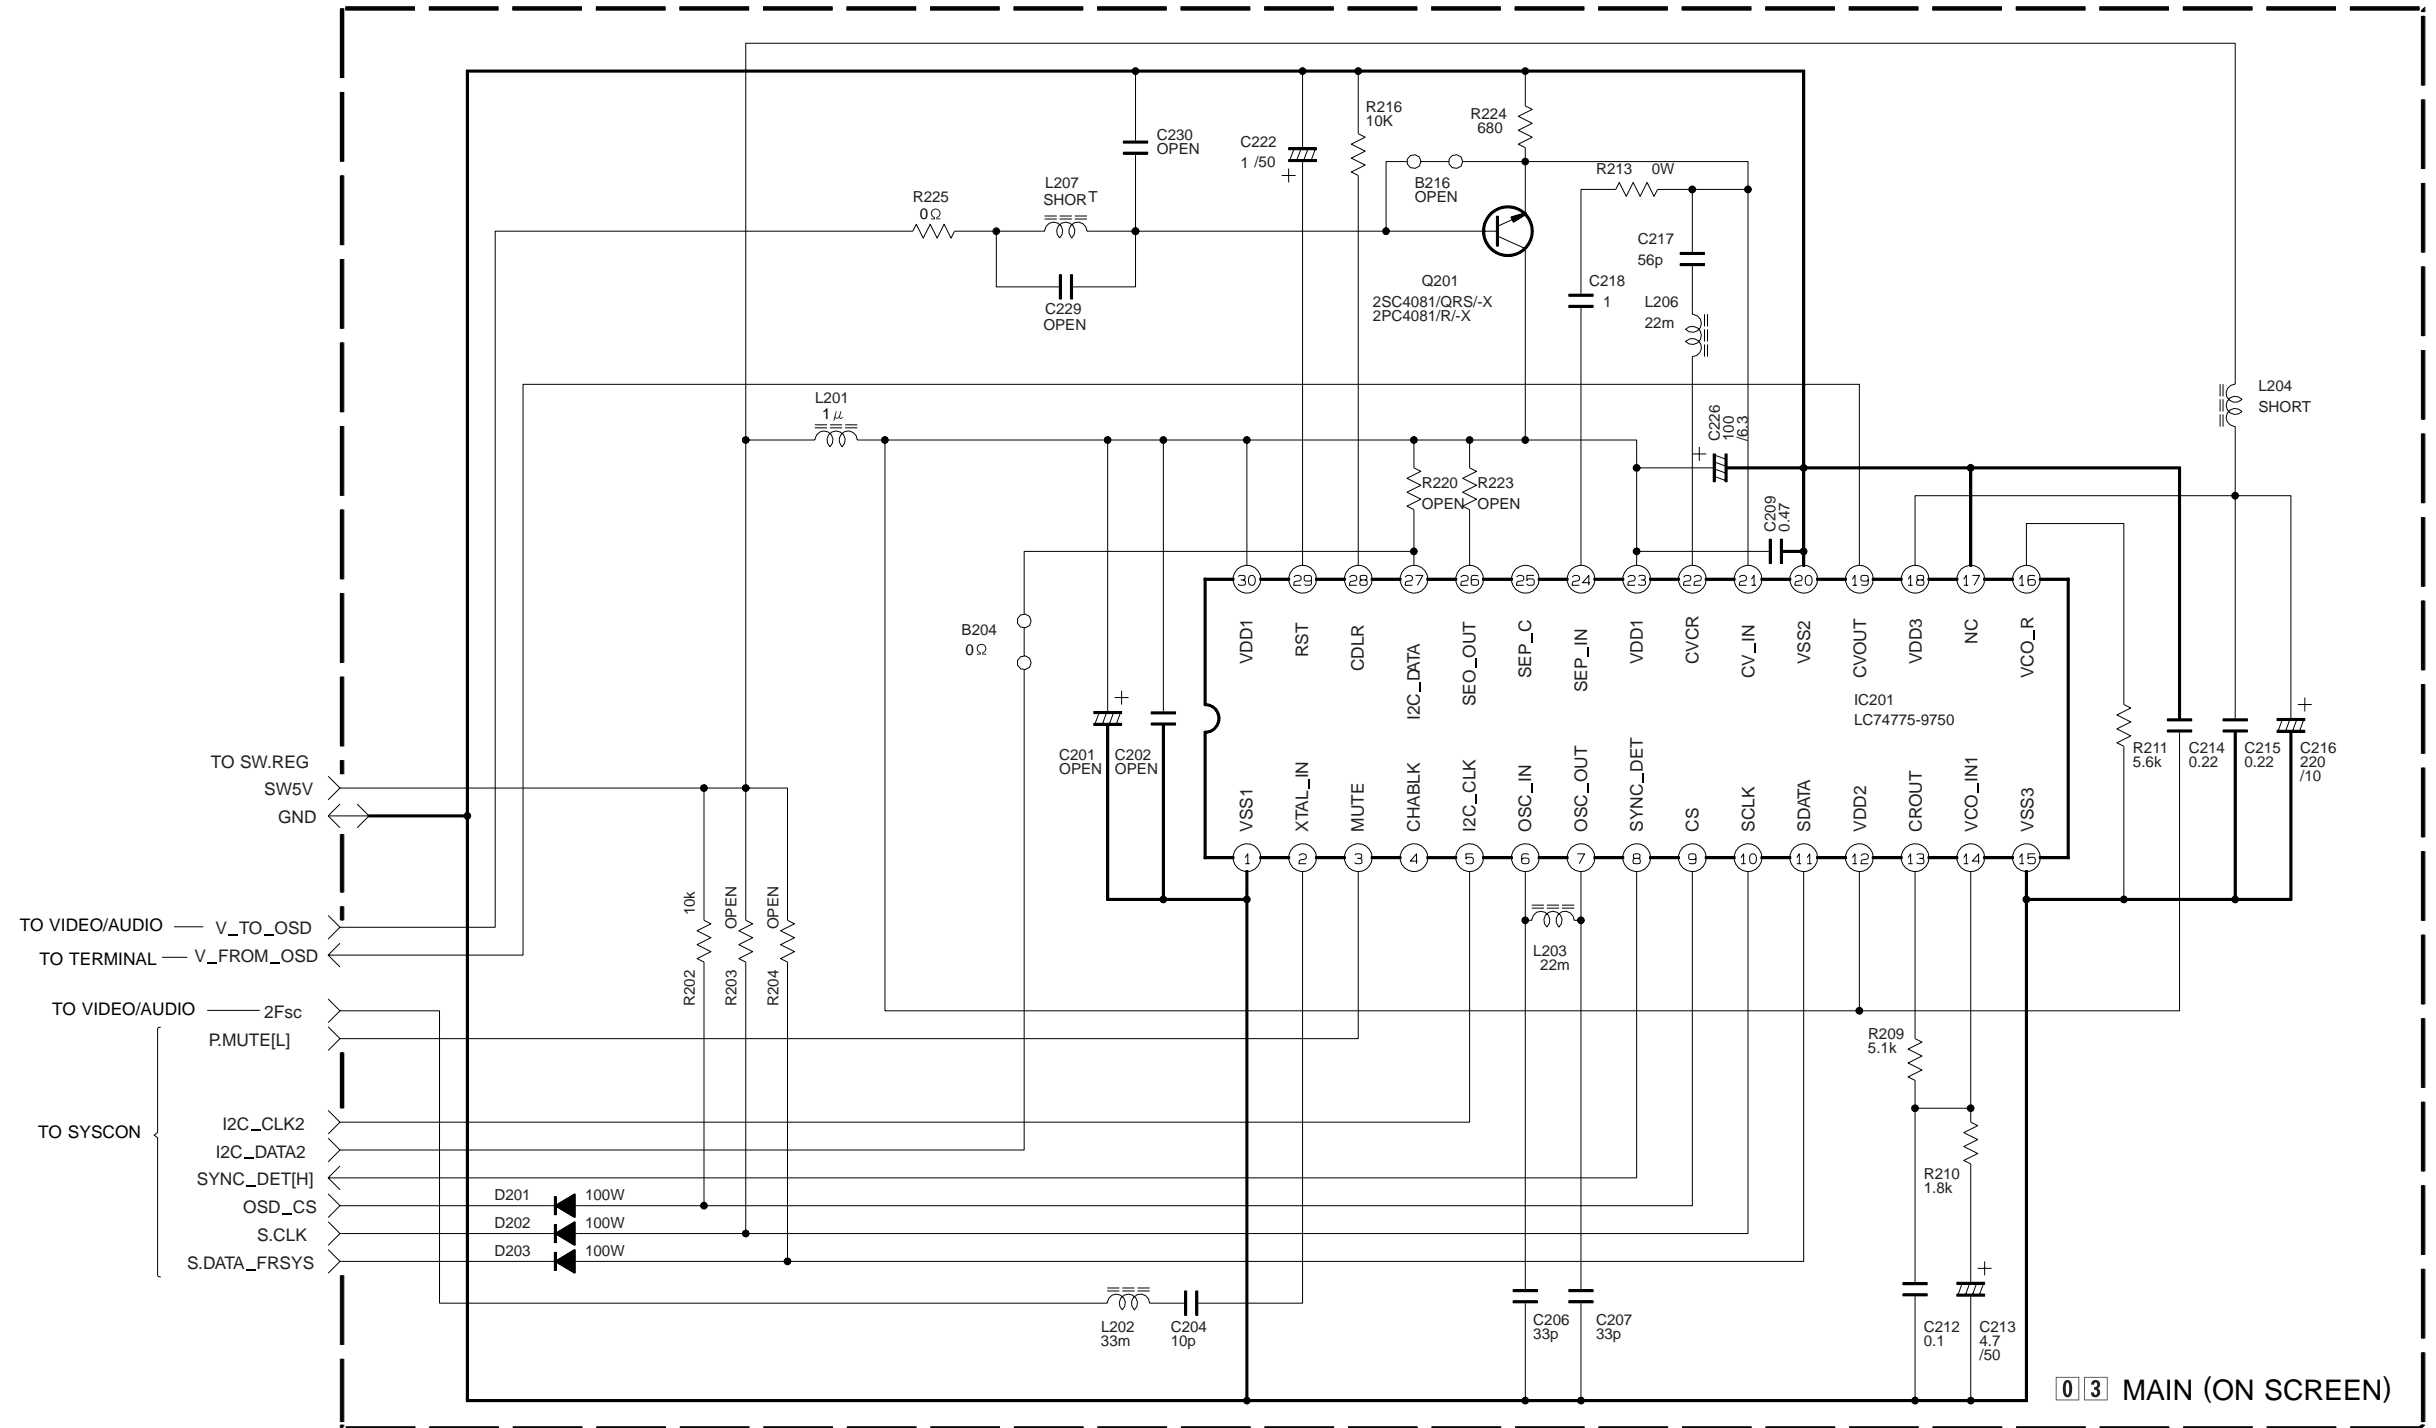 C230
OPEN
C222
1 /50
+
R216
10K
R224
680
B216
OPEN
R213 0W
R225
0Ω
L207
SHORT
C229
OPEN
Q201
2SC4081/QRS/-X
2PC4081/R/-X
C217
56p
C218
1
L206
22m
L201
1μ
L204
SHORT
C226
100
/6.3
+
R220
OPEN
R223
OPEN
C209
0.47
30
29
28
27
26
25
24
23
22
21
20
19
18
17
16
VDD1
RST
CDLR
I2C_DATA
SEO_OUT
SEP_C
SEP_IN
VDD1
CVCR
CV_IN
VSS2
CVOUT
VDD3
NC
VCO_R
B204
0Ω
IC201
LC74775-9750
+
C201
OPEN
C202
OPEN
R211
5.6k
C214
0.22
C215
0.22
+
C216
220
/10
VSS1
XTAL_IN
MUTE
CHABLK
I2C_CLK
OSC_IN
OSC_OUT
SYNC_DET
CS
SCLK
SDATA
VDD2
CROUT
VCO_IN1
VSS3
1
2
3
4
5
6
7
8
9
10
11
12
13
14
15
TO SW.REG
SW5V
GND
TO VIDEO/AUDIO
V_TO_OSD
TO TERMINAL
V_FROM_OSD
TO VIDEO/AUDIO
2Fsc
P.MUTE[L]
TO SYSCON
I2C_CLK2
I2C_DATA2
SYNC_DET[H]
OSD_CS
S.CLK
S.DATA_FRSYS
10k
R202
OPEN
R203
OPEN
R204
L203
22m
R209
5.1k
R210
1.8k
D201 100W
D202 100W
D203 100W
L202
33m
C204
10p
C206
33p
C207
33p
C212
0.1
+
C213
4.7
/50
0 3 MAIN (ON SCREEN)